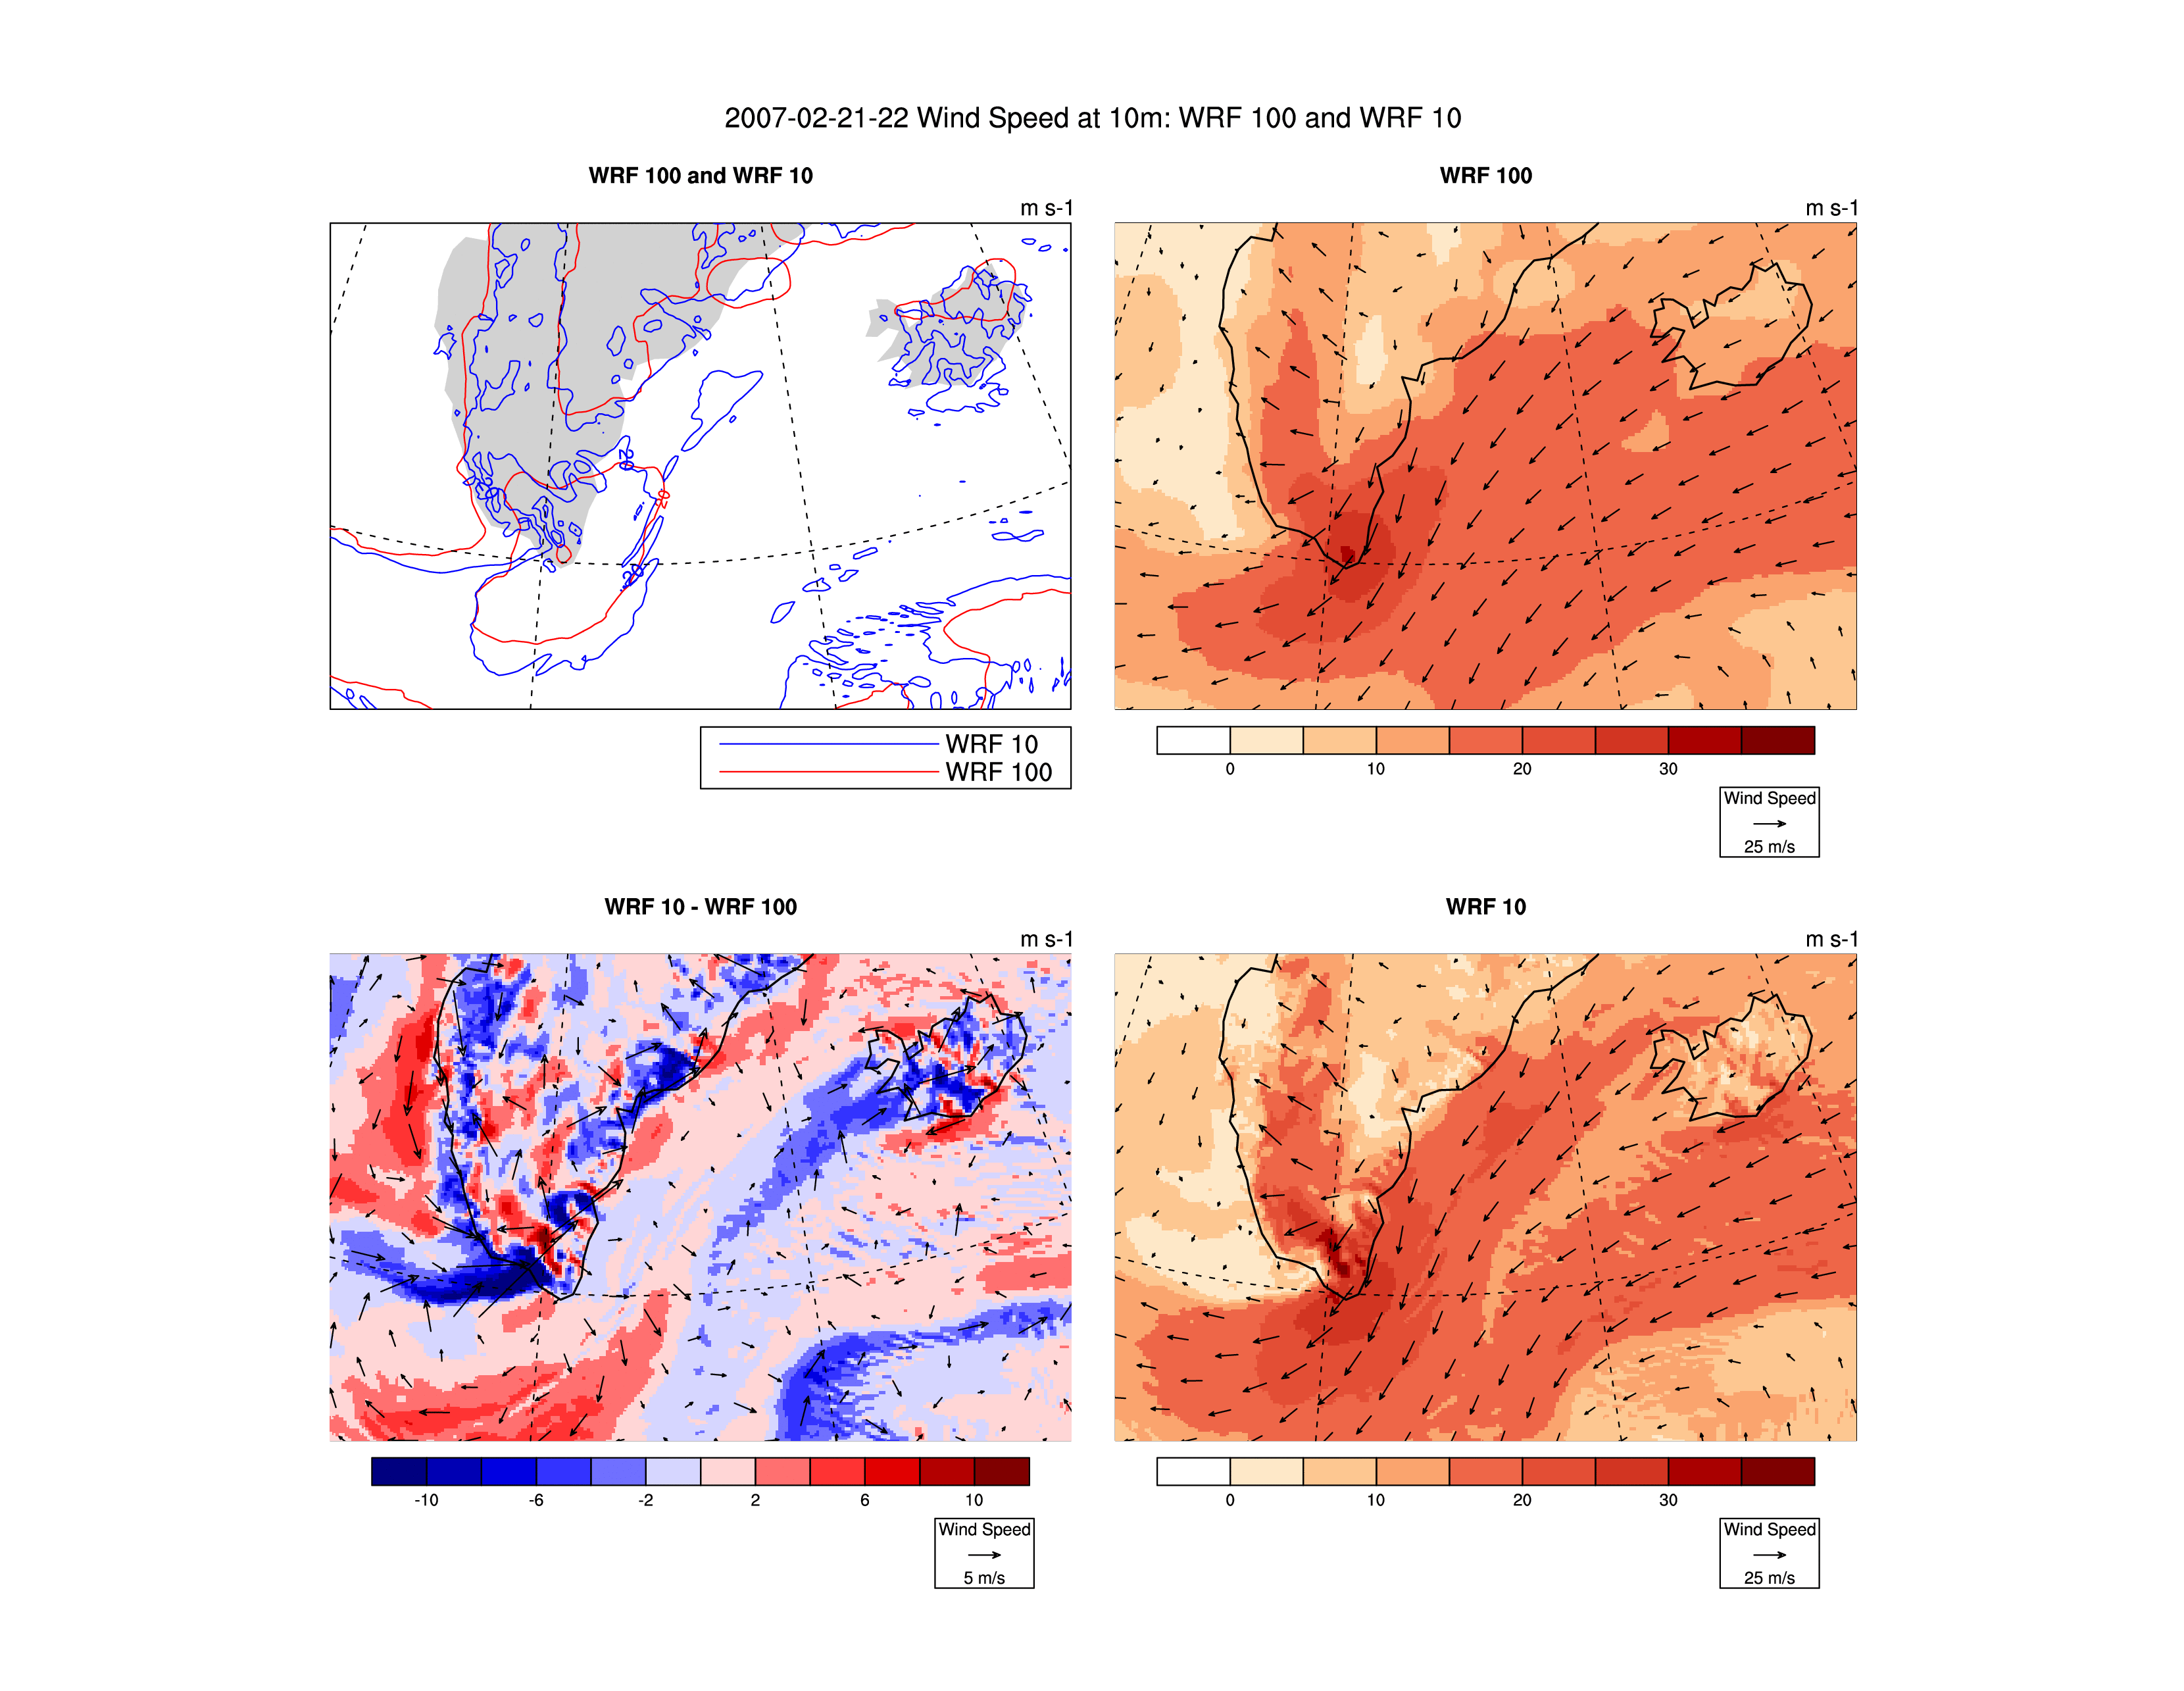 2007-02-21-22 Wind Speed at 10m: WRF 100 and WRF 10
WRF 100 and WRF 10
m s-1
20
20
20
WRF 10
WRF 100
WRF 100
m s-1
0 10 20 30
Wind Speed
25 m/s
WRF 10 - WRF 100
m s-1
-10 -6 -2 2 6 10
Wind Speed
5 m/s
WRF 10
m s-1
0 10 20 30
Wind Speed
25 m/s